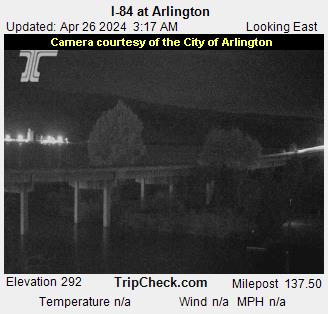 I-84 at Arlington
Updated: Apr 26 2024 3:17 AM Looking East
Camera courtesy of the City of Arlington
Elevation 292 TripCheck.com Milepost 137.50
Temperature n/a Wind n/a MPH n/a